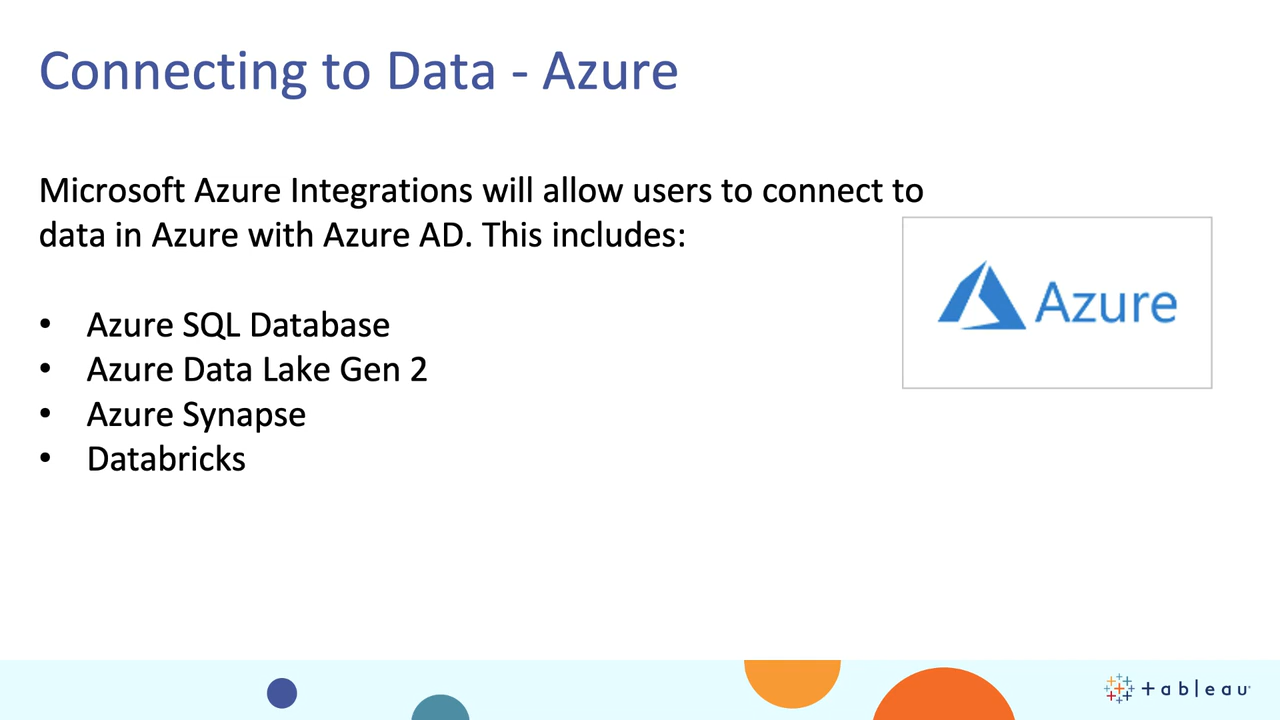 Connecting to Data - Azure
Microsoft Azure Integrations will allow users to connect to
data in Azure with Azure AD. This includes:
• Azure SQL Database
• Azure Data Lake Gen 2
• Azure Synapse
• Databricks
Azure
tableau